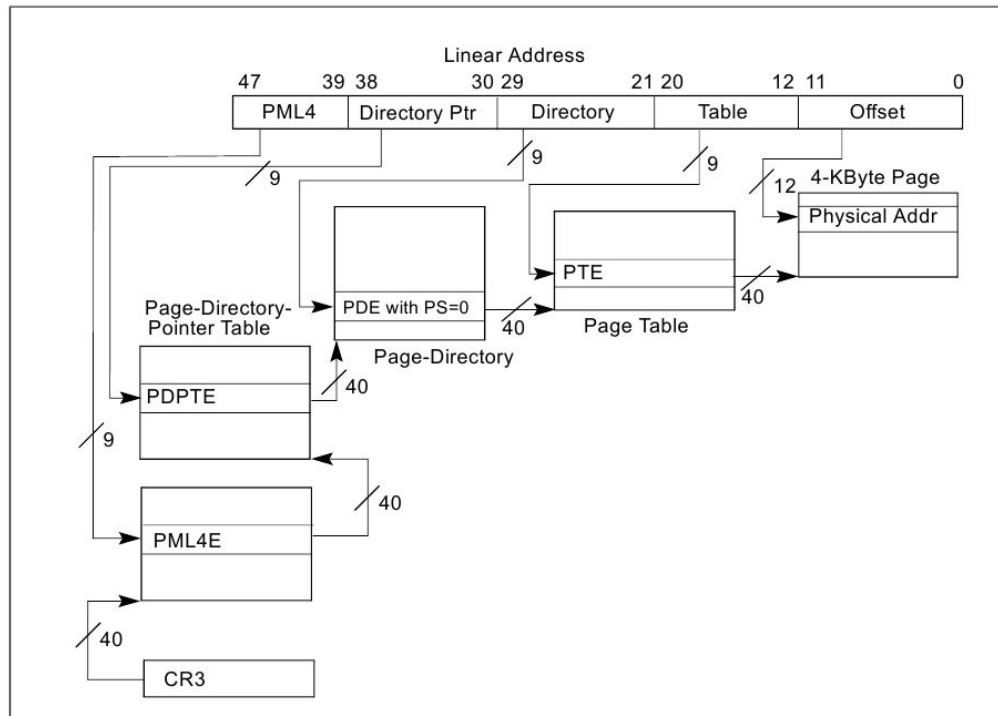 Linear Address
47 39 38 30 29 21 20 12 11 0
PML4 Directory Ptr Directory Table Offset
9 9 9 12 4-KByte Page
Physical Addr
PTE
40
PDE with PS=0
40
Page Table
Page-Directory-
Pointer Table
Page-Directory
40
PDPTE
9
40
PML4E
40
CR3